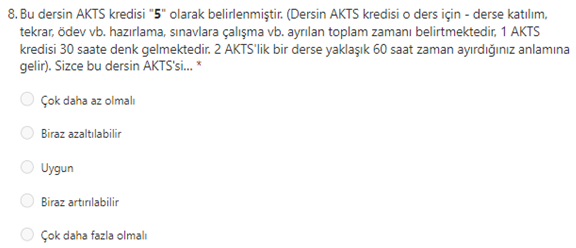 8. Bu dersin AKTS kredisi "5" olarak belirlenmiştir. (Dersin AKTS kredisi o ders için - derse katılım,
tekrar, ödev vb. hazırlama, sınavlara çalışma vb. ayrılan toplam zamanı belirtmektedir, 1 AKTS
kredisi 30 saate denk gelmektedir. 2 AKTS'lik bir derse yaklaşık 60 saat zaman ayırdığınız anlamına
gelir). Sizce bu dersin AKTS'si... *
Çok daha az olmalı
Biraz azaltılabilir
Uygun
Biraz artırılabilir
Çok daha fazla olmalı